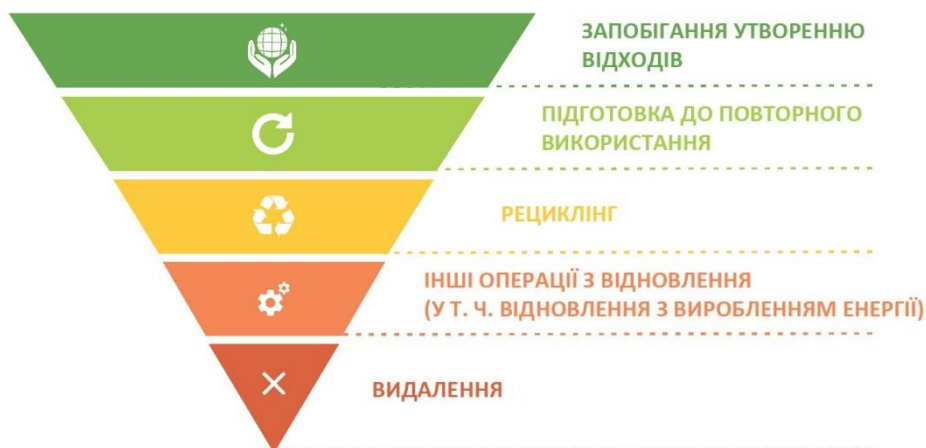 ЗАПОБІГАННЯ УТВОРЕННЮ
ВІДХОДІВ
ПІДГОТОВКА ДО ПОВТОРНОГО
ВИКОРИСТАННЯ
РЕЦИКЛІНГ
ІНШІ ОПЕРАЦІЇ З ВІДНОВЛЕННЯ
(У Т. Ч. ВІДНОВЛЕННЯ З ВИРОБЛЕННЯМ ЕНЕРГІЇ)
ВИДАЛЕННЯ